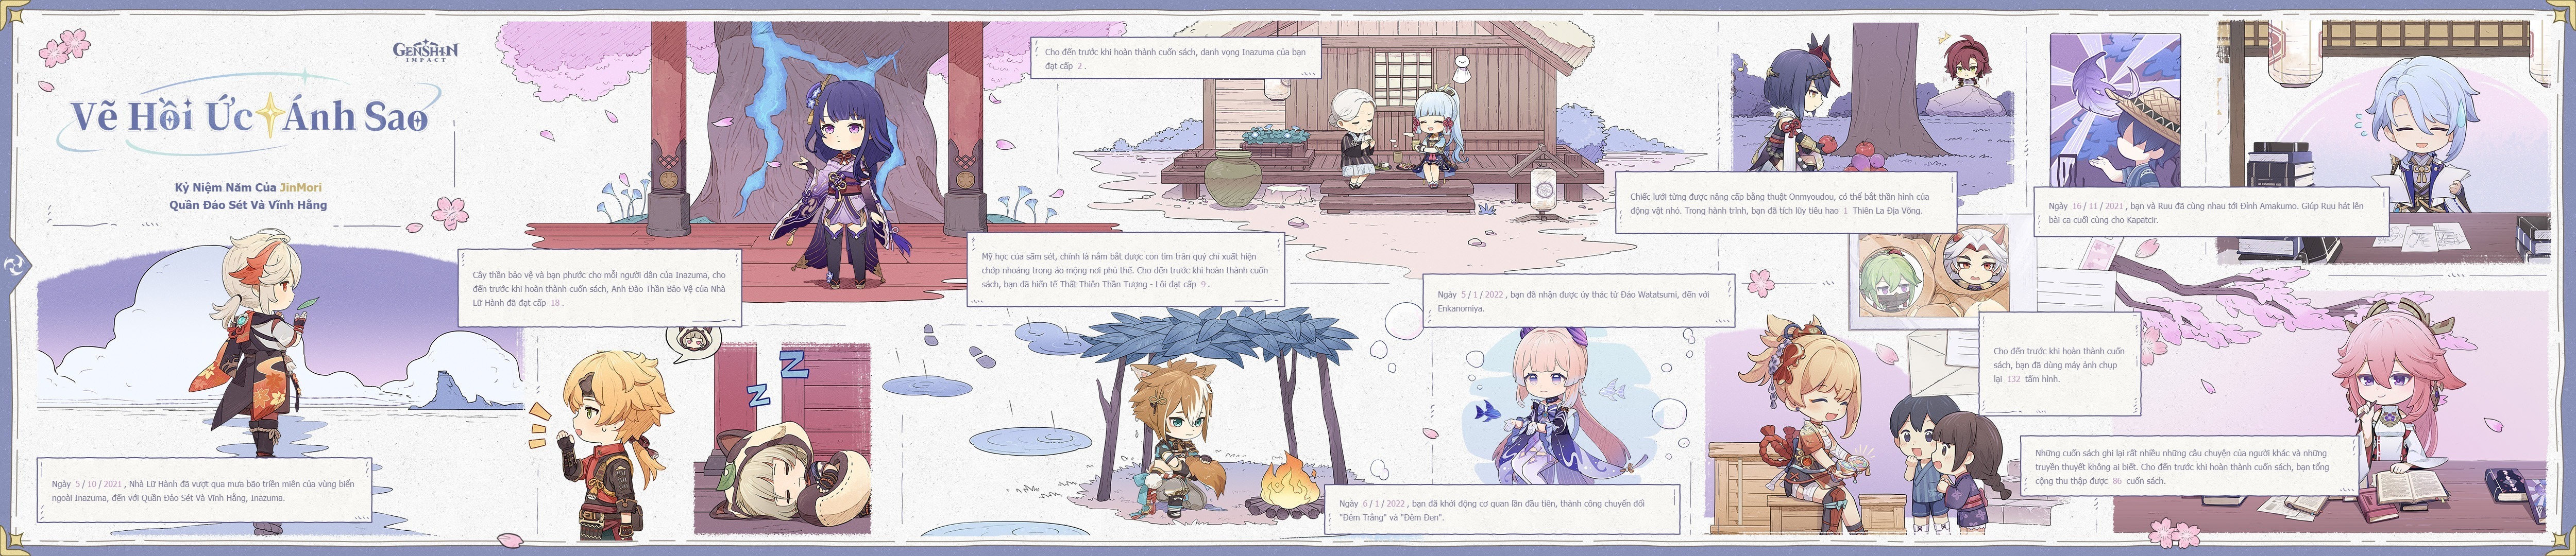 GENSHIN
IMPACT
Vẽ Hồi Ức Ánh Sao
Kỷ Niệm Năm Của JinMori
Quần Đảo Sét Và Vĩnh Hằng
Ngày 5/10/2021, Nhà Lữ Hành đã vượt qua mưa bão triền miên của vùng biển
ngoài Inazuma, đến với Quần Đảo Sét Và Vĩnh Hằng, Inazuma.
Cây thần bảo vệ và bạn phước cho mỗi người dân của Inazuma, cho
đến trước khi hoàn thành cuốn sách, Anh Đào Thần Bảo Vệ của Nhà
Lữ Hành đã đạt cấp 18.
Z
Z
Mỹ học của sấm sét, chính là nắm bắt được con tim trân quý chỉ xuất hiện
chớp nhoáng trong ảo mộng nơi phù thế. Cho đến trước khi hoàn thành cuốn
sách, bạn đã hiến tế Thất Thiên Thần Tượng - Lôi đạt cấp 9.
Cho đến trước khi hoàn thành cuốn sách, danh vọng Inazuma của bạn
đạt cấp 2.
Ngày 5/1/2022, bạn đã nhận được ủy thác từ Đảo Watatsumi, đến với
Enkanomiya.
Ngày 6/1/2022, bạn đã khởi động cơ quan lần đầu tiên, thành công chuyển đổi
"Đêm Trắng" và "Đêm Đen".
Chiếc lưới từng được nâng cấp bằng thuật Onmyoudou, có thể bắt thần hình của
động vật nhỏ. Trong hành trình, bạn đã tích lũy tiêu hao 1 Thiên La Địa Võng.
Ngày 16/11/2021, bạn và Ruu đã cùng nhau tới Đỉnh Amakumo. Giúp Ruu hát lên
bài ca cuối cùng cho Kapatcir.
Cho đến trước khi hoàn thành cuốn
sách, bạn đã dùng máy ảnh chụp
lại 132 tấm hình.
Những cuốn sách ghi lại rất nhiều những câu chuyện của người khác và những
truyền thuyết không ai biết. Cho đến trước khi hoàn thành cuốn sách, bạn tổng
cộng thu thập được 86 cuốn sách.